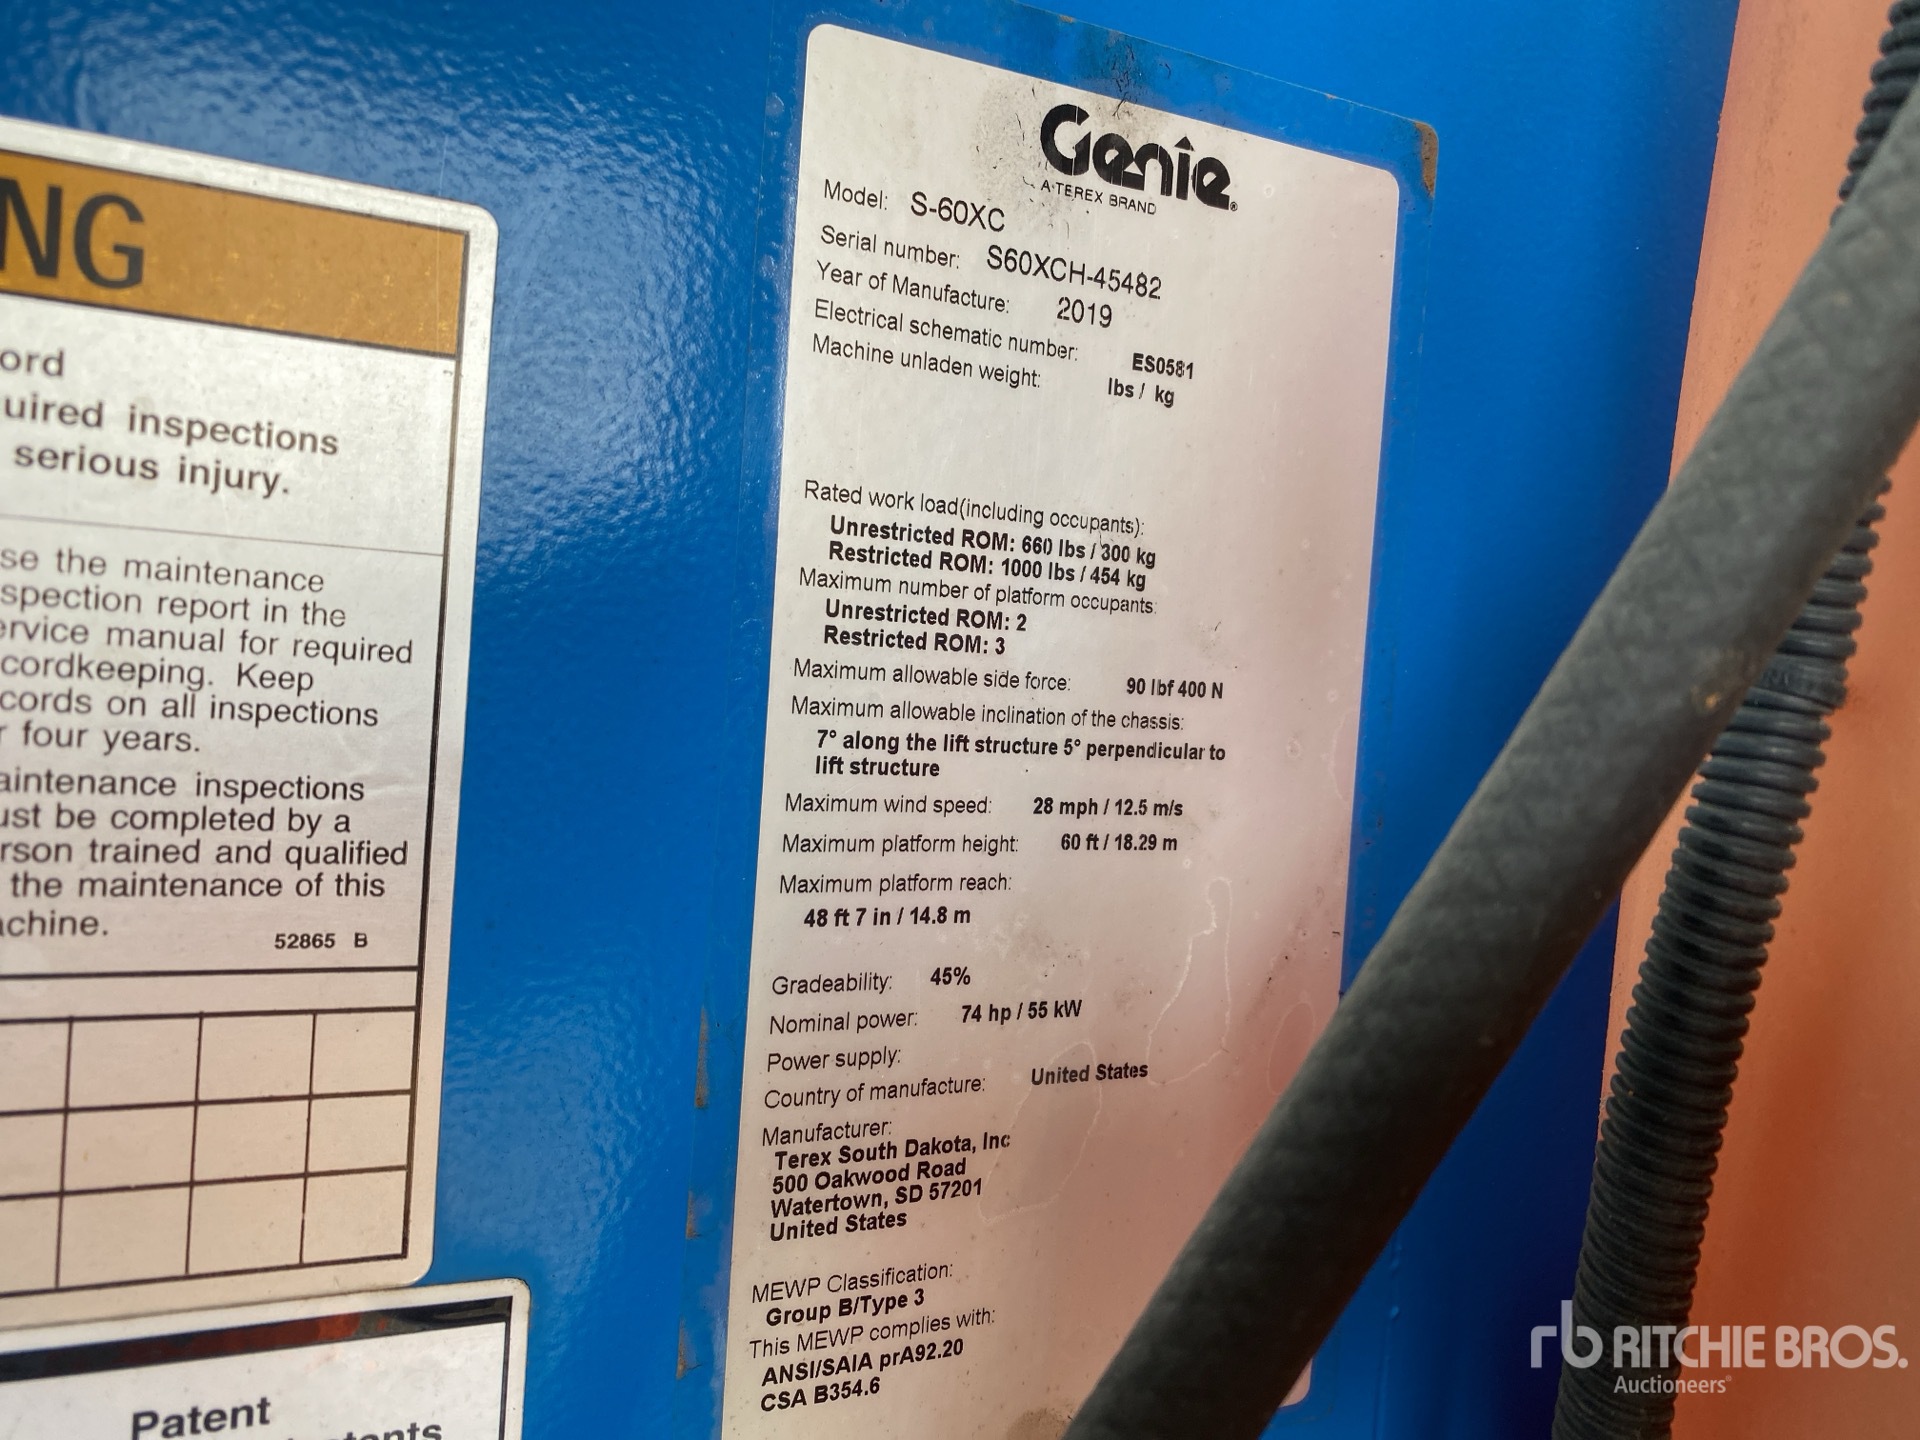 NG
ord
uired inspections
serious injury.
se the maintenance
spection report in the
ervice manual for required
cordkeeping. Keep
cords on all inspections
r four years.
aintenance inspections
ust be completed by a
rson trained and qualified
the maintenance of this
achine.
52865 B
Patent
Genie®
A TEREX BRAND
Model: S-60XC
Serial number: S60XCH-45482
Year of Manufacture: 2019
Electrical schematic number: ES0581
Machine unladen weight: lbs / kg
Rated work load(including occupants):
Unrestricted ROM: 660 lbs / 300 kg
Restricted ROM: 1000 lbs / 454 kg
Maximum number of platform occupants:
Unrestricted ROM: 2
Restricted ROM: 3
Maximum allowable side force: 90 lbf 400 N
Maximum allowable inclination of the chassis:
7° along the lift structure 5° perpendicular to
lift structure
Maximum wind speed: 28 mph / 12.5 m/s
Maximum platform height: 60 ft / 18.29 m
Maximum platform reach:
48 ft 7 in / 14.8 m
Gradeability: 45%
Nominal power: 74 hp / 55 kW
Power supply:
Country of manufacture: United States
Manufacturer:
Terex South Dakota, Inc
500 Oakwood Road
Watertown, SD 57201
United States
MEWP Classification:
Group B/Type 3
This MEWP complies with:
ANSI/SAIA prA92.20
CSA B354.6
rb RITCHIE BROS.
Auctioneers®